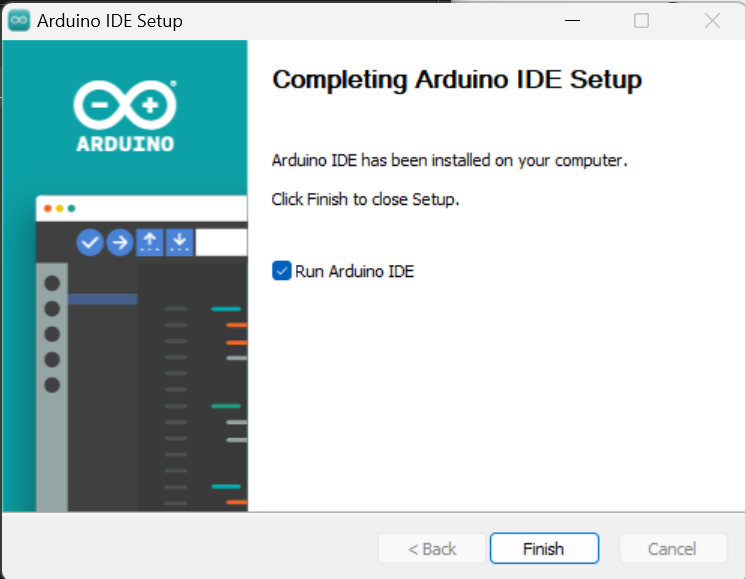 Arduino IDE Setup
ARDUINO
Completing Arduino IDE Setup
Arduino IDE has been installed on your computer.
Click Finish to close Setup.
Run Arduino IDE
< Back
Finish
Cancel